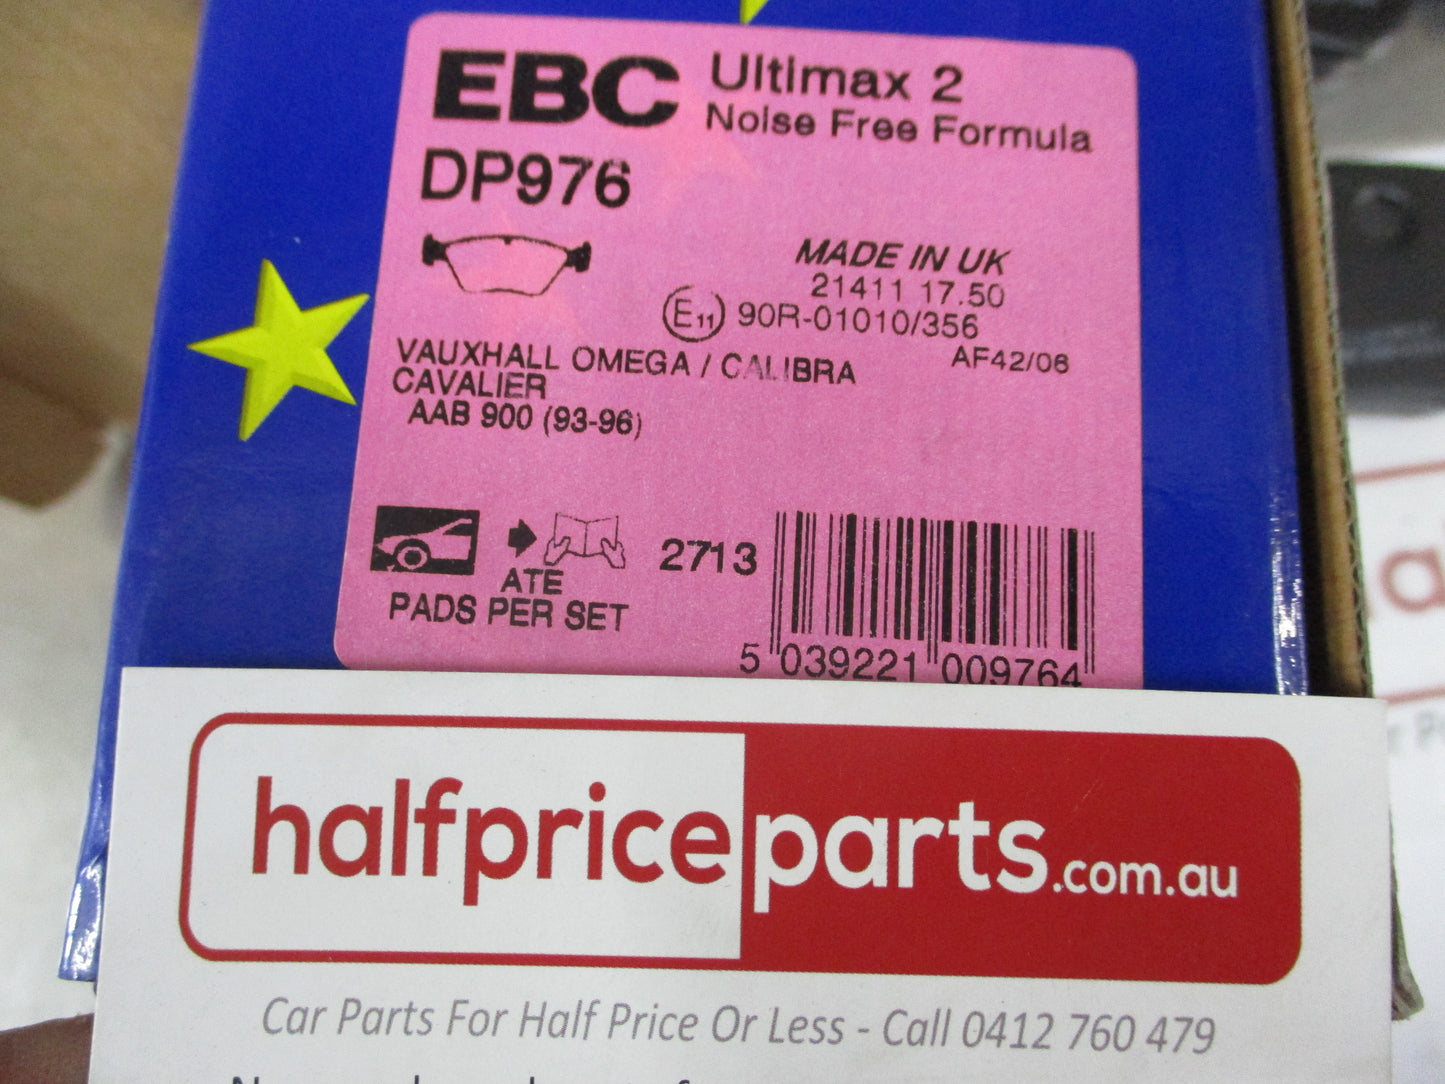 EBC Ultimax 2
Noise Free Formula
DP976
MADE IN UK
21411 17.50
E11 90R-01010/356
AF42/06
VAUXHALL OMEGA / CALIBRA
CAVALIER
AAB 900 (93-96)
ATE
PADS PER SET
2713
5 039221 009764
halfpriceparts.com.au
Car Parts For Half Price Or Less - Call 0412 760 479